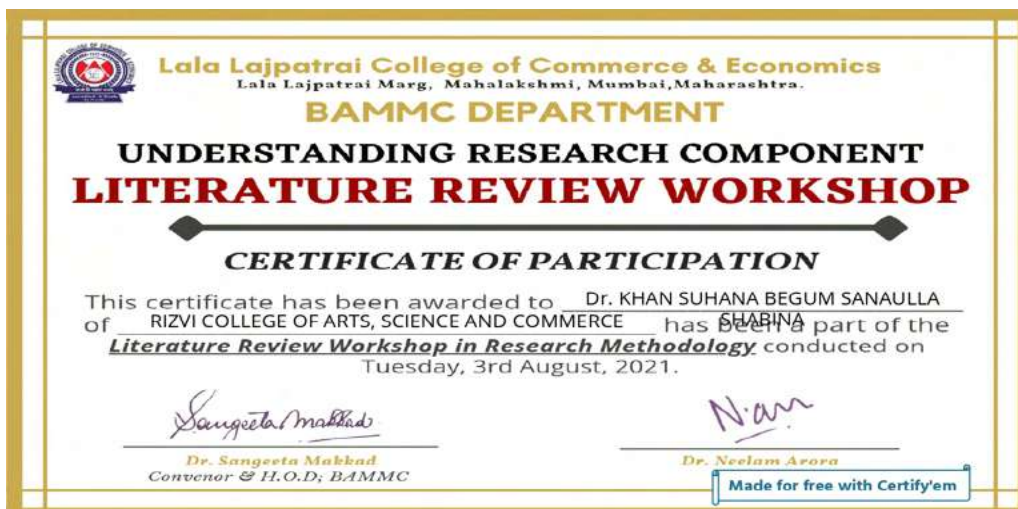 Lala Lajpatrai College of Commerce & Economics
Lala Lajpatrai Marg, Mahalakshmi, Mumbai,Maharashtra.
BAMMC DEPARTMENT
UNDERSTANDING RESEARCH COMPONENT
LITERATURE REVIEW WORKSHOP
CERTIFICATE OF PARTICIPATION
This certificate has been awarded to Dr. KHAN SUHANA BEGUM SANAULLA SHABINA
of RIZVI COLLEGE OF ARTS, SCIENCE AND COMMERCE has been a part of the
Literature Review Workshop in Research Methodology conducted on
Tuesday, 3rd August, 2021.
Sangeeta Makkad
Dr. Sangeeta Makkad
Dr. Neelam Arora
Convenor & H.O.D; BAMMC
Made for free with Certify'em